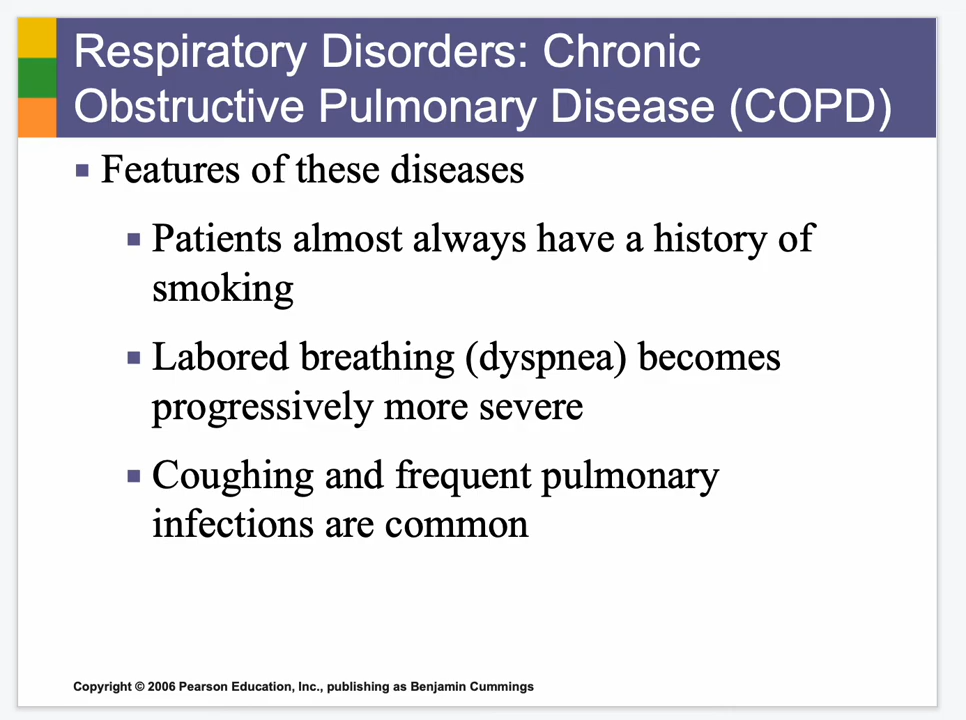 Respiratory Disorders: Chronic
Obstructive Pulmonary Disease (COPD)
Features of these diseases
Patients almost always have a history of
smoking
Labored breathing (dyspnea) becomes
progressively more severe
Coughing and frequent pulmonary
infections are common
Copyright © 2006 Pearson Education, Inc., publishing as Benjamin Cummings